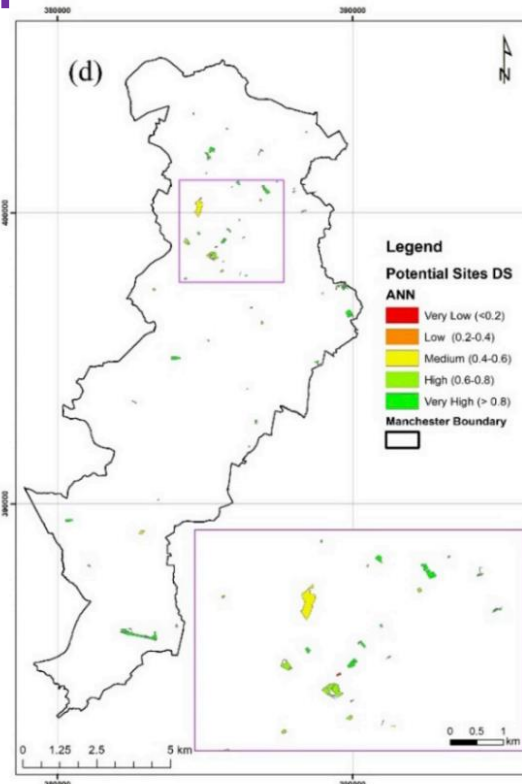 380000
390000
(d)
N
400000
400000
Legend
Potential Sites DS
ANN
Very Low (<0.2)
Low (0.2-0.4)
Medium (0.4-0.6)
High (0.6-0.8)
Very High (> 0.8)
Manchester Boundary
390000
0 0.5 1
km
0 1.25 2.5 5 km